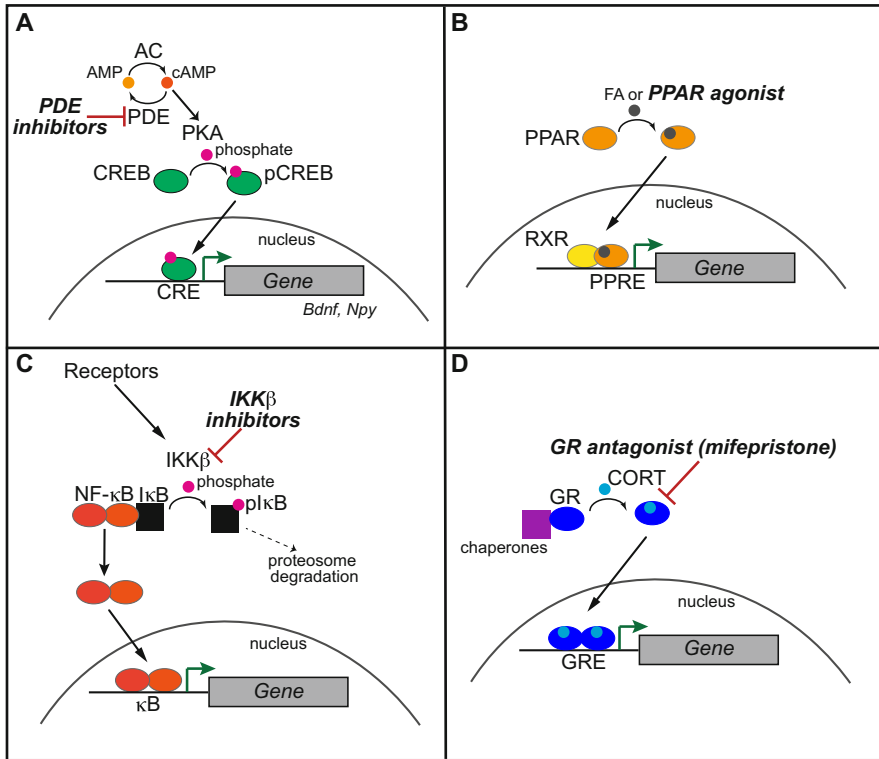 A
AC
AMP
cAMP
PDE
inhibitors
PDE
PKA
phosphate
CREB
pCREB
nucleus
CRE
Gene
Bdnf, Npy
B
FA or PPAR agonist
PPAR
nucleus
RXR
PPRE
Gene
C
Receptors
IKKβ
inhibitors
IKKβ
phosphate
NF-κB
IκB
pIκB
proteosome
degradation
nucleus
κB
Gene
D
GR antagonist (mifepristone)
CORT
GR
chaperones
nucleus
GRE
Gene